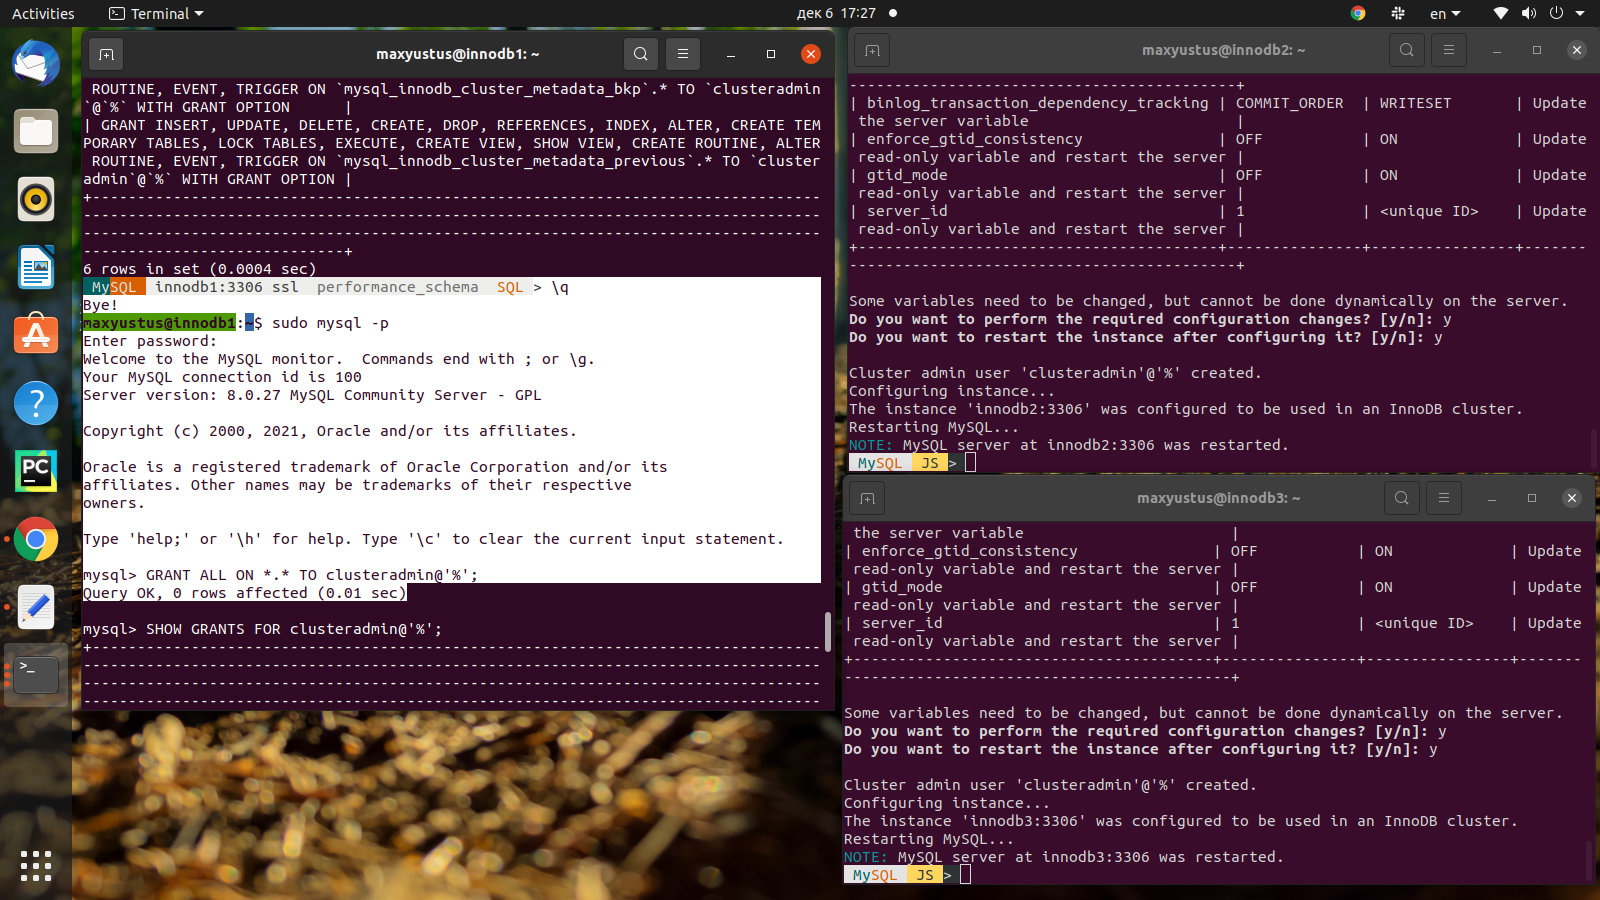 Activities
Terminal
дек 6 17:27
en
maxyustus@innodb1: ~
ROUTINE, EVENT, TRIGGER ON `mysql_innodb_cluster_metadata_bkp`.* TO `clusteradmin
`@`%` WITH GRANT OPTION      |
| GRANT INSERT, UPDATE, DELETE, CREATE, DROP, REFERENCES, INDEX, ALTER, CREATE TEM
PORARY TABLES, LOCK TABLES, EXECUTE, CREATE VIEW, SHOW VIEW, CREATE ROUTINE, ALTER
ROUTINE, EVENT, TRIGGER ON `mysql_innodb_cluster_metadata_previous`.* TO `cluster
admin`@`%` WITH GRANT OPTION |
+---------------------------------------------------------------------------------
----------------------------------------------------------------------------------
----------------------------------------------------------------------------------
-----------------------------+
6 rows in set (0.0004 sec)
MySQL  innodb1:3306 ssl  performance_schema  SQL > \q
Bye!
maxyustus@innodb1:~$ sudo mysql -p
Enter password:
Welcome to the MySQL monitor.  Commands end with ; or \g.
Your MySQL connection id is 100
Server version: 8.0.27 MySQL Community Server - GPL
Copyright (c) 2000, 2021, Oracle and/or its affiliates.
Oracle is a registered trademark of Oracle Corporation and/or its
affiliates. Other names may be trademarks of their respective
owners.
Type 'help;' or '\h' for help. Type '\c' to clear the current input statement.
mysql> GRANT ALL ON *.* TO clusteradmin@'%';
Query OK, 0 rows affected (0.01 sec)
mysql> SHOW GRANTS FOR clusteradmin@'%';
+---------------------------------------------------------------------------------
----------------------------------------------------------------------------------
----------------------------------------------------------------------------------
----------------------------------------------------------------------------------
maxyustus@innodb2: ~
-------------------------------------------+
| binlog_transaction_dependency_tracking | COMMIT_ORDER  | WRITESET       | Update
the server variable                       |
| enforce_gtid_consistency               | OFF           | ON             | Update
read-only variable and restart the server |
| gtid_mode                              | OFF           | ON             | Update
read-only variable and restart the server |
| server_id                              | 1             | <unique ID>    | Update
read-only variable and restart the server |
+----------------------------------------+---------------+----------------+-------
-------------------------------------------+
Some variables need to be changed, but cannot be done dynamically on the server.
Do you want to perform the required configuration changes? [y/n]: y
Do you want to restart the instance after configuring it? [y/n]: y
Cluster admin user 'clusteradmin'@'%' created.
Configuring instance...
The instance 'innodb2:3306' was configured to be used in an InnoDB cluster.
Restarting MySQL...
NOTE: MySQL server at innodb2:3306 was restarted.
MySQL  JS >
maxyustus@innodb3: ~
the server variable                       |
| enforce_gtid_consistency               | OFF           | ON             | Update
read-only variable and restart the server |
| gtid_mode                              | OFF           | ON             | Update
read-only variable and restart the server |
| server_id                              | 1             | <unique ID>    | Update
read-only variable and restart the server |
+----------------------------------------+---------------+----------------+-------
-------------------------------------------+
Some variables need to be changed, but cannot be done dynamically on the server.
Do you want to perform the required configuration changes? [y/n]: y
Do you want to restart the instance after configuring it? [y/n]: y
Cluster admin user 'clusteradmin'@'%' created.
Configuring instance...
The instance 'innodb3:3306' was configured to be used in an InnoDB cluster.
Restarting MySQL...
NOTE: MySQL server at innodb3:3306 was restarted.
MySQL  JS >
PC